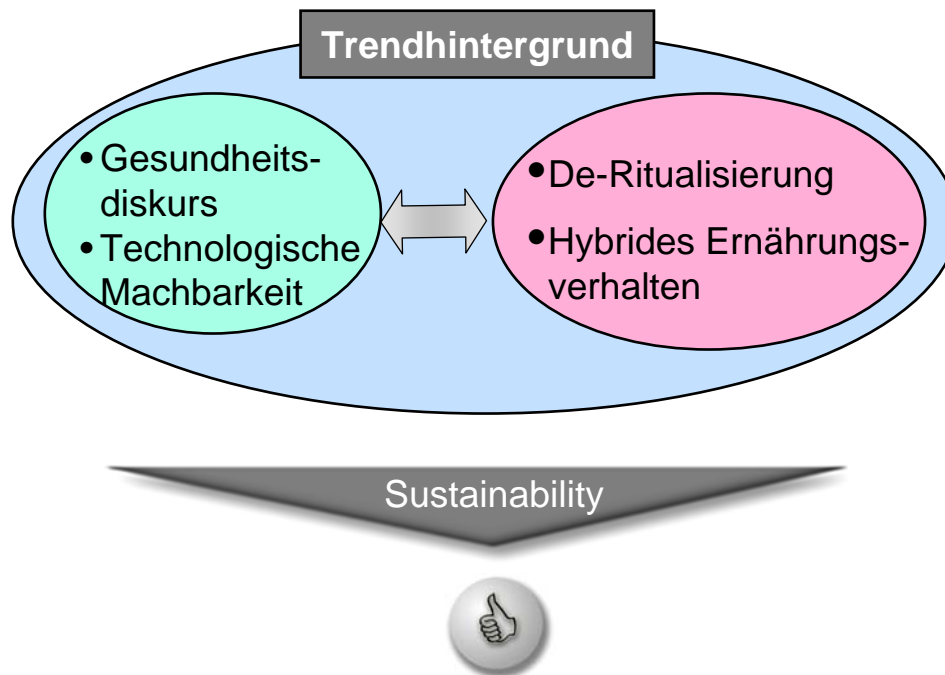 Trendhintergrund
• Gesundheits-
diskurs
• Technologische
Machbarkeit
• De-Ritualisierung
• Hybrides Ernährungs-
verhalten
Sustainability